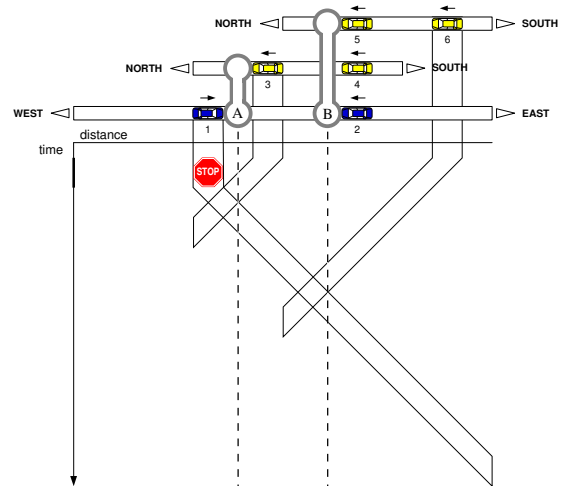 NORTH SOUTH
5 6
NORTH SOUTH
3 4
WEST A B EAST
1 2
distance
time
STOP